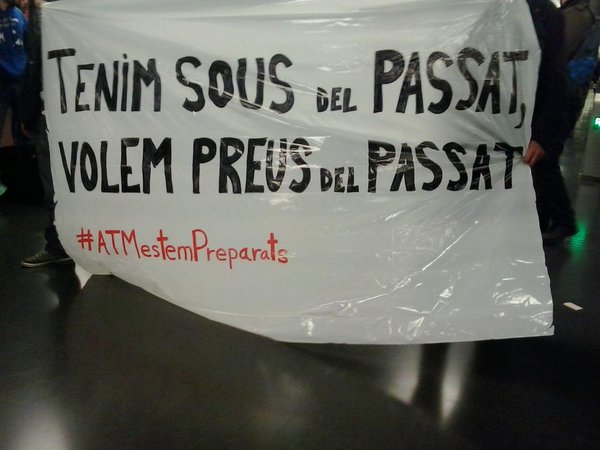 TENIM SOUS DEL PASSAT,
VOLEM PREUS DEL PASSAT
#ATMestemPreparats